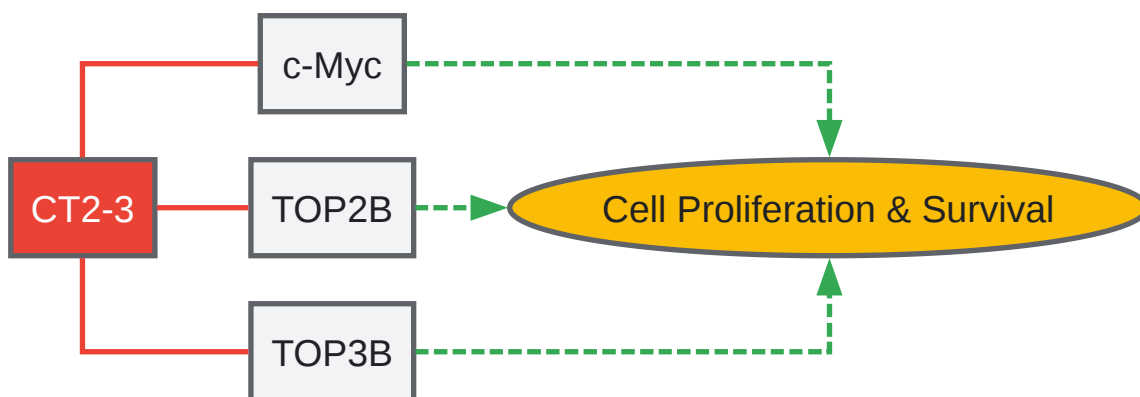 c-Myc
CT2-3
TOP2B
Cell Proliferation & Survival
TOP3B